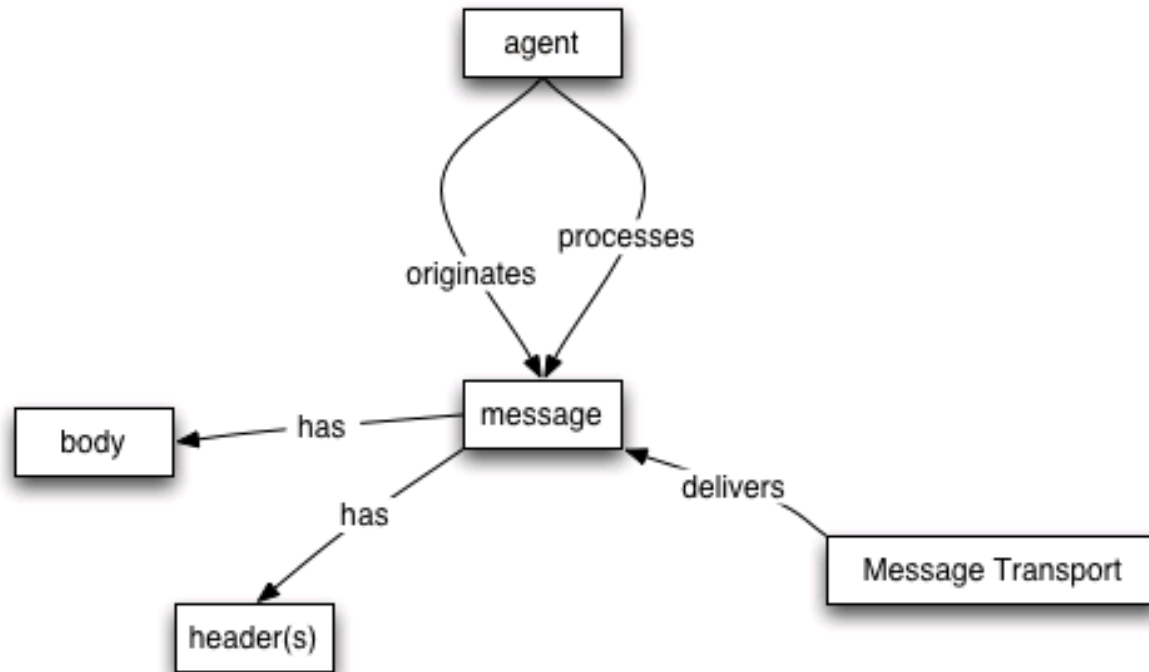 agent
processes
originates
message
has
body
delivers
has
Message Transport
header(s)